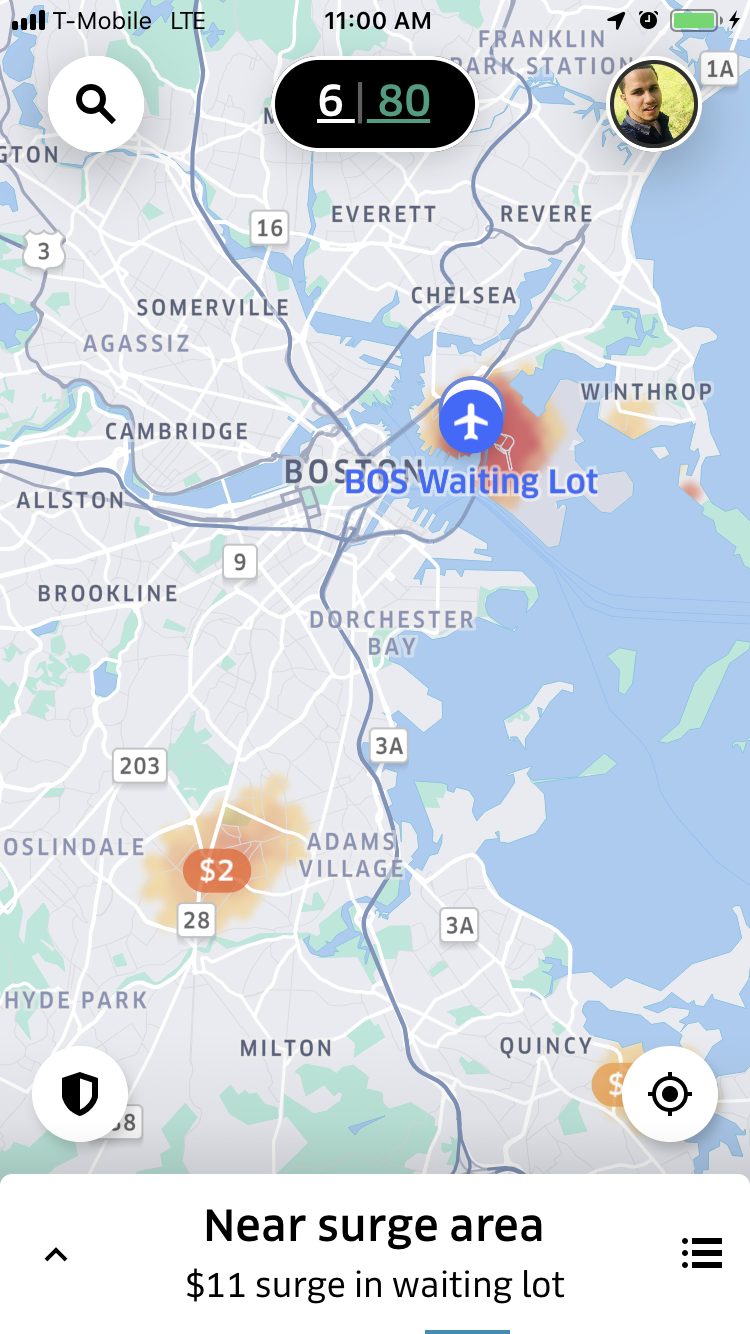 T-Mobile LTE 11:00 AM
FRANKLIN
PARK STATION
1A
6 | 80
GTON
EVERETT
REVERE
16
3
CHELSEA
SOMERVILLE
AGASSIZ
WINTHROP
CAMBRIDGE
BOSTON
BOS Waiting Lot
ALLSTON
9
BROOKLINE
DORCHESTER
BAY
3A
203
OSLINDALE
ADAMS
VILLAGE
$2
28
3A
HYDE PARK
MILTON
QUINCY
$
Near surge area
$11 surge in waiting lot